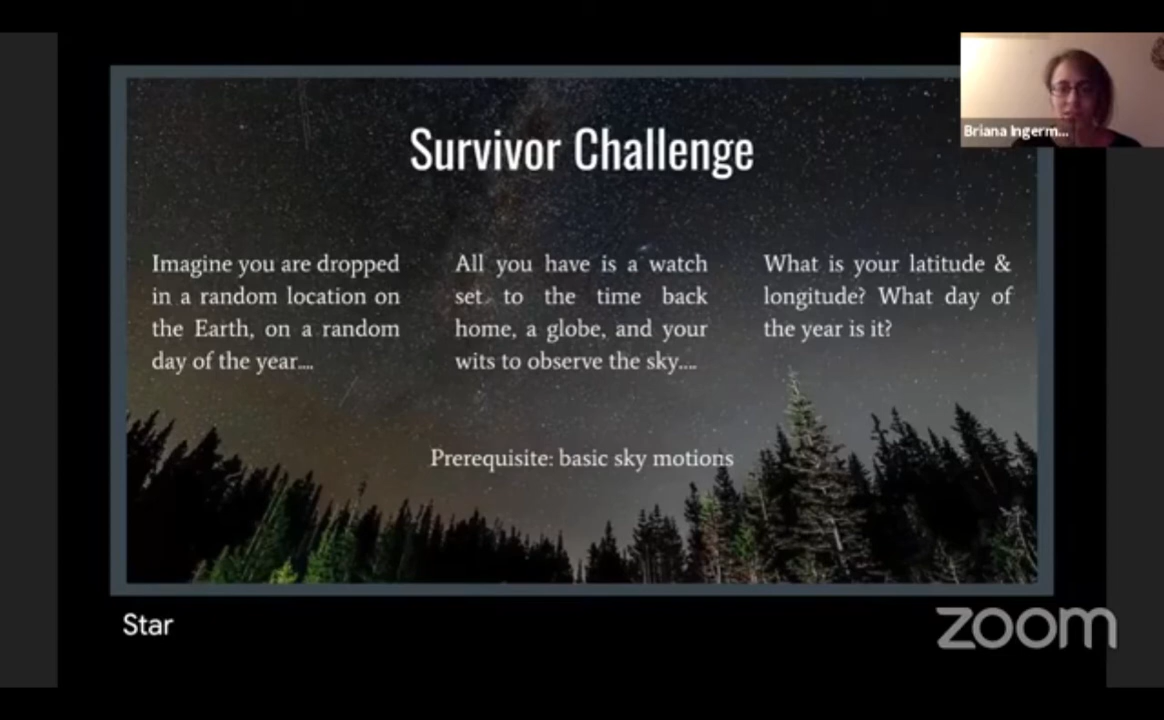 Briana Ingerm...
Survivor Challenge
Imagine you are dropped
in a random location on
the Earth, on a random
day of the year....
All you have is a watch
set to the time back
home, a globe, and your
wits to observe the sky....
What is your latitude &
longitude? What day of
the year is it?
Prerequisite: basic sky motions
Star
zoom